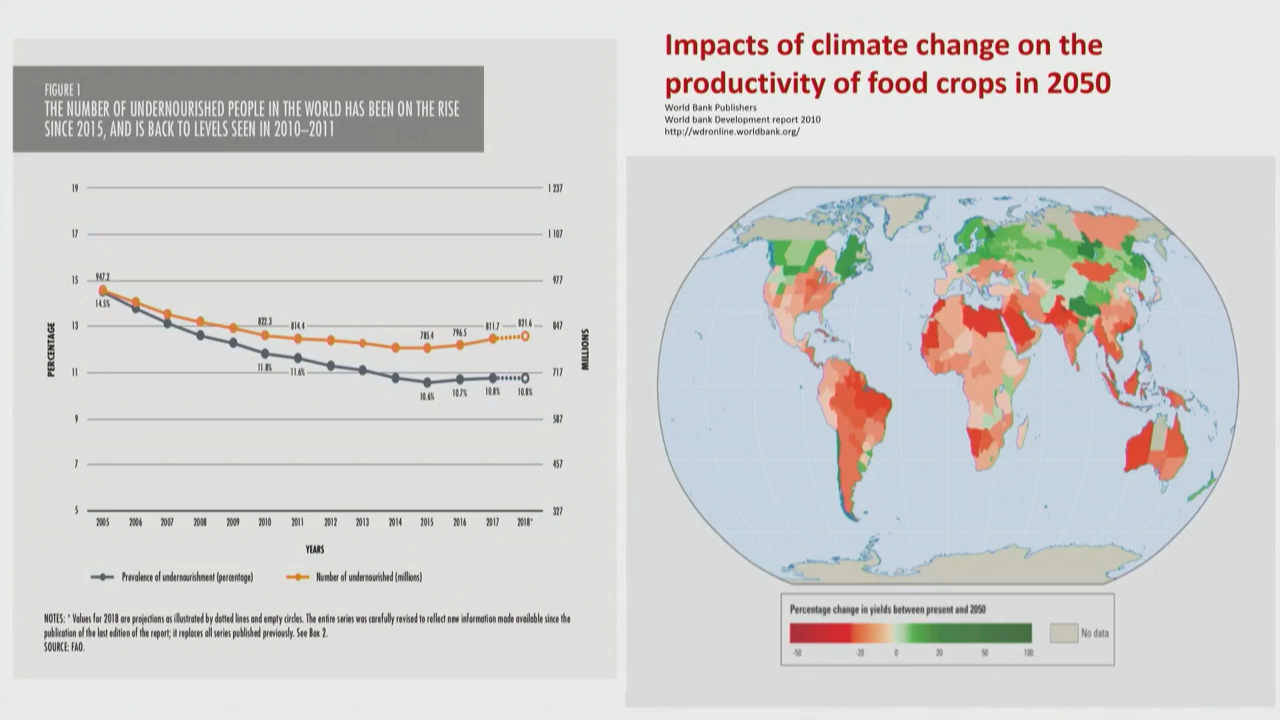 FIGURE 1
THE NUMBER OF UNDERNOURISHED PEOPLE IN THE WORLD HAS BEEN ON THE RISE
SINCE 2015, AND IS BACK TO LEVELS SEEN IN 2010–2011
19
1 237
17
1 107
15
977
947.2
14.5%
13
847
822.3
814.4
785.4
796.5
811.7
821.6
11
717
11.8%
11.6%
10.6%
10.7%
10.8%
10.8%
9
587
7
457
5
327
PERCENTAGE
MILLIONS
2005 2006 2007 2008 2009 2010 2011 2012 2013 2014 2015 2016 2017 2018*
YEARS
Prevalence of undernourishment (percentage)
Number of undernourished (millions)
NOTES: * Values for 2018 are projections as illustrated by dotted lines and empty circles. The entire series was carefully revised to reflect new information made available since the
publication of the last edition of the report; it replaces all series published previously. See Box 2.
SOURCE: FAO.
Impacts of climate change on the
productivity of food crops in 2050
World Bank Publishers
World bank Development report 2010
http://wdronline.worldbank.org/
Percentage change in yields between present and 2050
-50 -20 0 20 50 100
No data